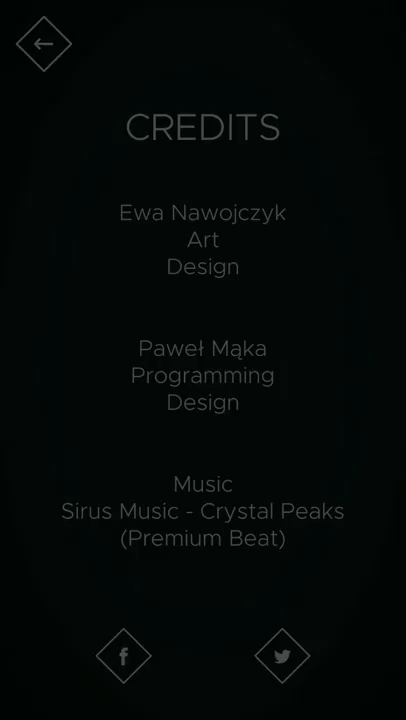 CREDITS
Ewa Nawojczyk
Art
Design
Paweł Mąka
Programming
Design
Music
Sirus Music - Crystal Peaks
(Premium Beat)